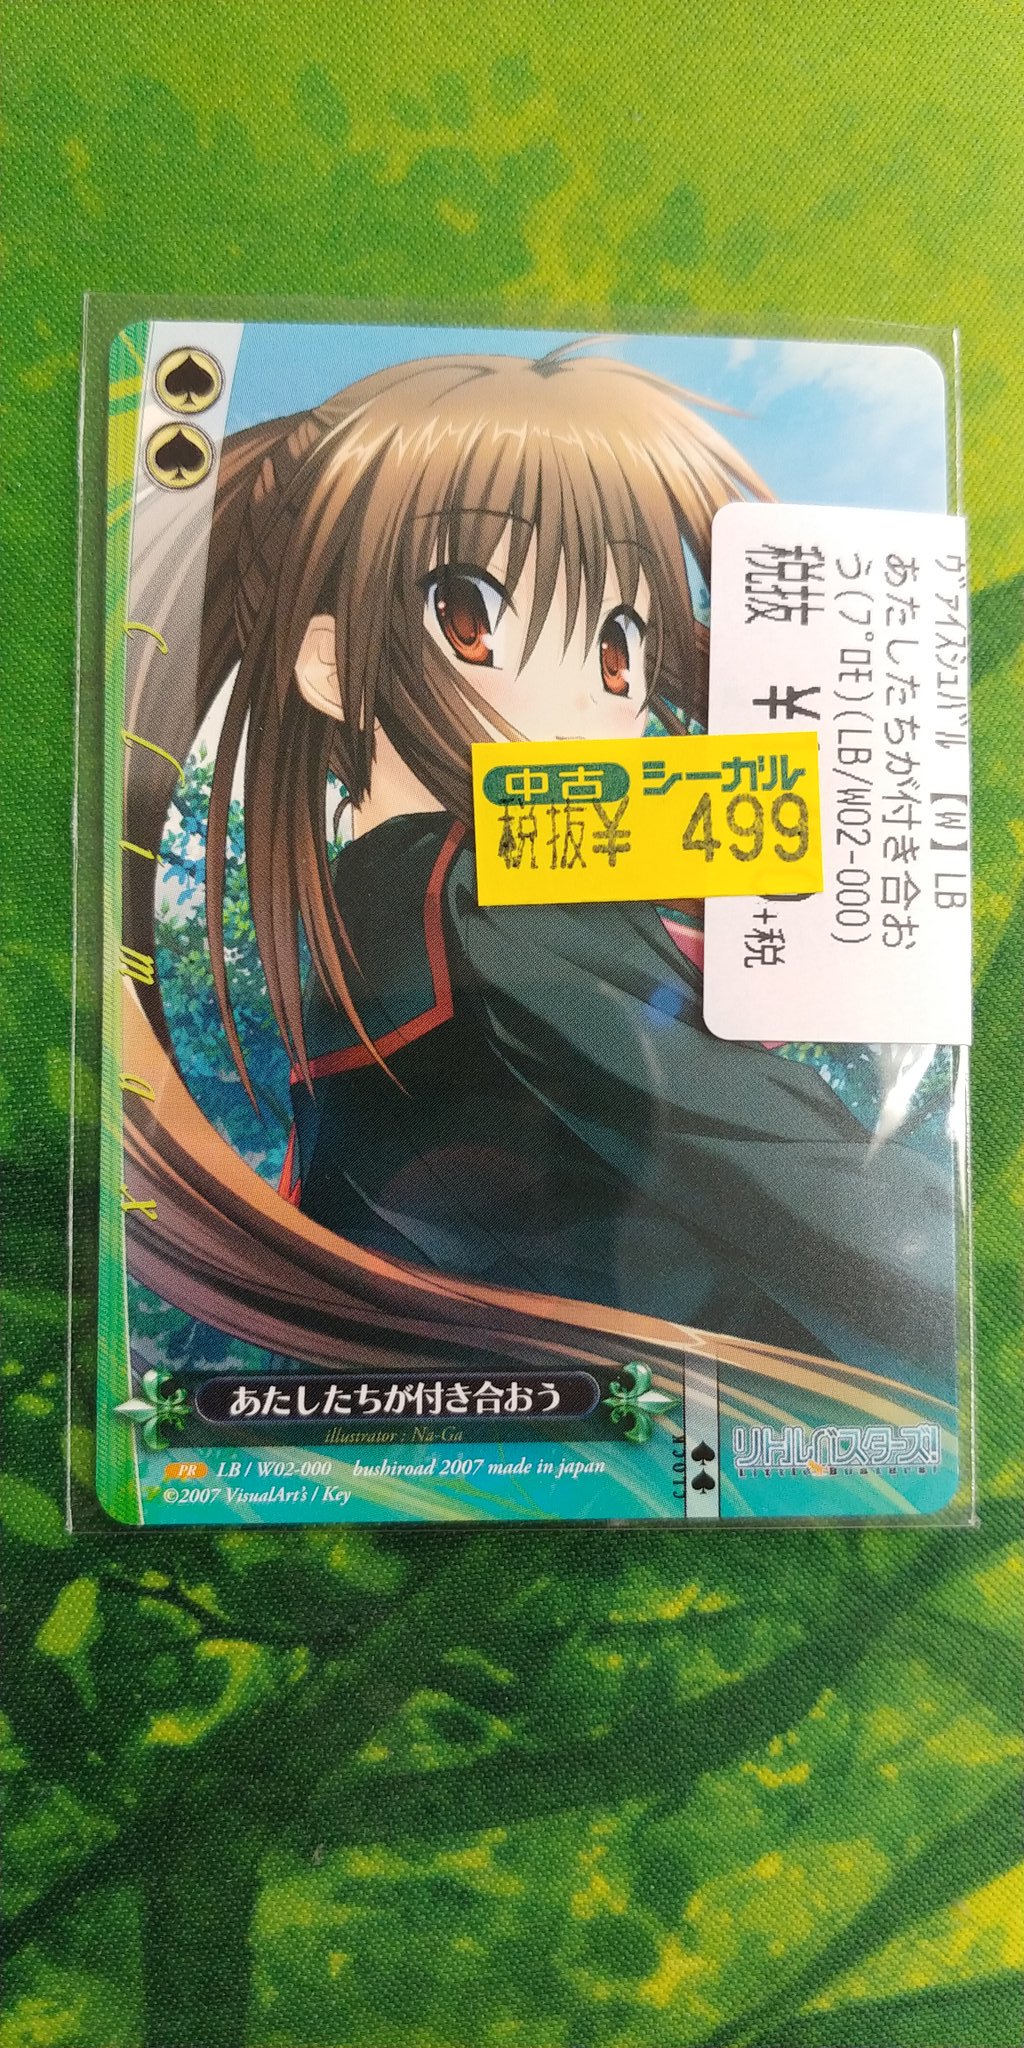 Climax
ヴァイスシュバルツ 【W】LB
あたしたちが付き合お
う(プロモ)(LB/W02-000)
税抜 ¥
+税
中古 シーガル
税抜¥ 499
あたしたちが付き合おう
illustrator : Na-Ga
PR LB / W02-000 bushiroad 2007 made in japan
©2007 VisualArt's / Key
CLOCK
リトルバスターズ!
Little Busters!